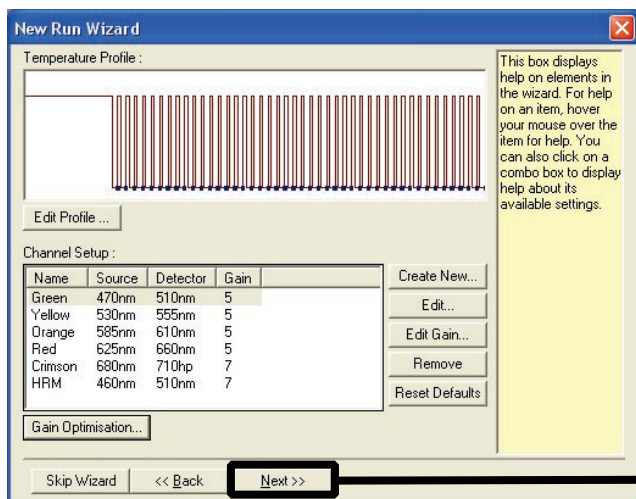 New Run Wizard
Temperature Profile :
Edit Profile ...
Channel Setup :
Name Source Detector Gain
Green 470nm 510nm 5
Yellow 530nm 555nm 5
Orange 585nm 610nm 5
Red 625nm 660nm 5
Crimson 680nm 710hp 7
HRM 460nm 510nm 7
Create New...
Edit...
Edit Gain...
Remove
Reset Defaults
Gain Optimisation...
Skip Wizard << Back Next >>
This box displays
help on elements in
the wizard. For help
on an item, hover
your mouse over the
item for help. You
can also click on a
combo box to display
help about its
available settings.